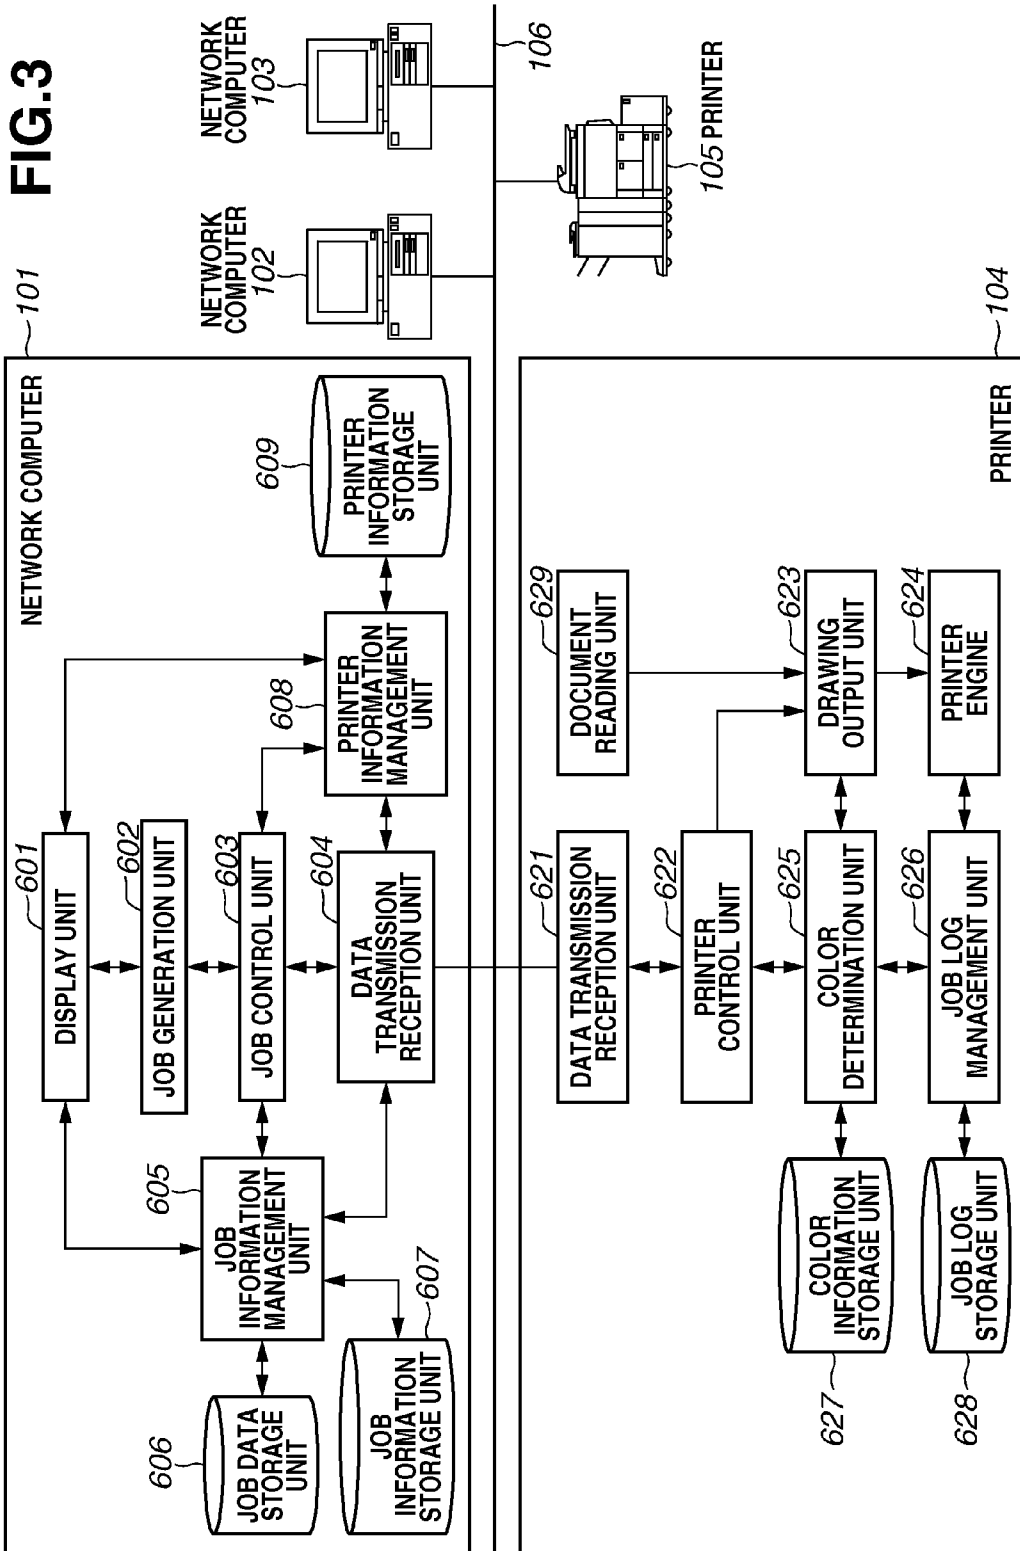 FIG.3
NETWORK COMPUTER
101
DISPLAY UNIT
601
JOB GENERATION UNIT
602
JOB CONTROL UNIT
603
DATA
TRANSMISSION
RECEPTION UNIT
604
JOB
INFORMATION
MANAGEMENT
UNIT
605
JOB DATA
STORAGE
UNIT
606
JOB
INFORMATION
STORAGE UNIT
607
PRINTER
INFORMATION
MANAGEMENT
UNIT
608
PRINTER
INFORMATION
STORAGE
UNIT
609
NETWORK
COMPUTER
102
NETWORK
COMPUTER
103
106
105 PRINTER
PRINTER
104
DATA TRANSMISSION
RECEPTION UNIT
621
PRINTER
CONTROL UNIT
622
DOCUMENT
READING UNIT
629
DRAWING
OUTPUT UNIT
623
PRINTER
ENGINE
624
COLOR
DETERMINATION UNIT
625
JOB LOG
MANAGEMENT UNIT
626
COLOR
INFORMATION
STORAGE UNIT
627
JOB LOG
STORAGE UNIT
628